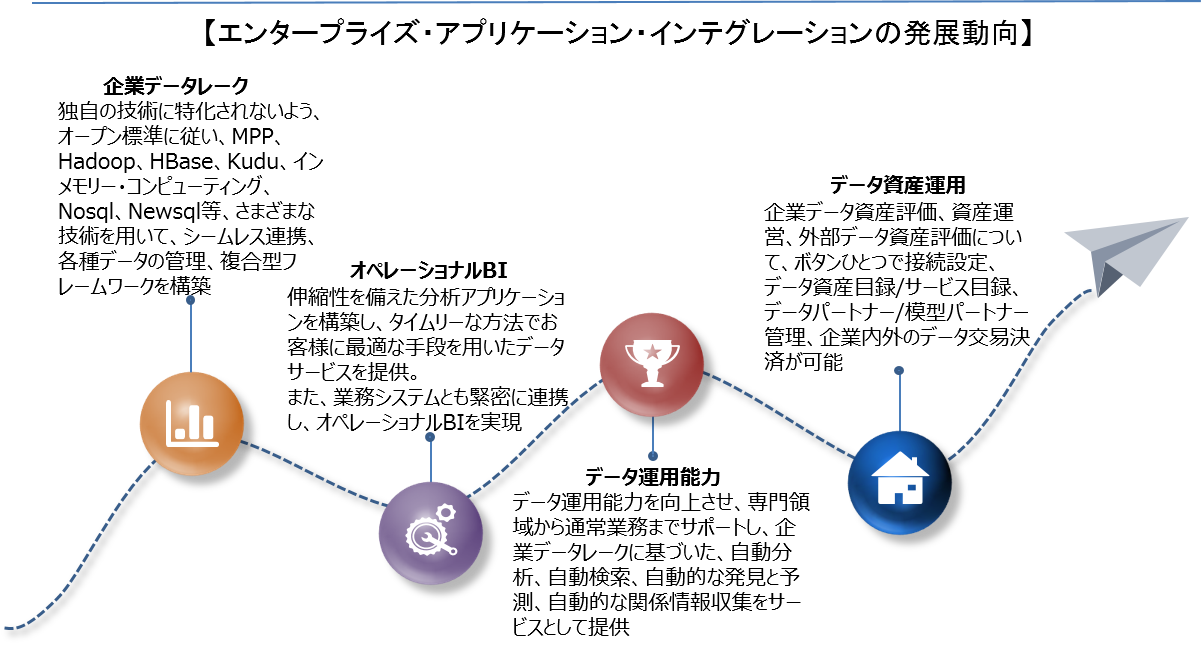 【エンタープライズ・アプリケーション・インテグレーションの発展動向】
企業データレーク
独自の技術に特化されないよう、
オープン標準に従い、MPP、
Hadoop、HBase、Kudu、イン
メモリー・コンピューティング、
Nosql、Newsql等、さまざまな
技術を用いて、シームレス連携、
各種データの管理、複合型フ
レームワークを構築
オペレーショナルBI
伸縮性を備えた分析アプリケーショ
ンを構築し、タイムリーな方法でお
客様に最適な手段を用いたデータ
サービスを提供。
また、業務システムとも緊密に連携
し、オペレーショナルBIを実現
データ運用能力
データ運用能力を向上させ、専門領
域から通常業務までサポートし、企
業データレークに基づいた、自動分
析、自動検索、自動的な発見と予
測、自動的な関係情報収集をサー
ビスとして提供
データ資産運用
企業データ資産評価、資産運
営、外部データ資産評価につい
て、ボタンひとつで接続設定、
データ資産目録/サービス目録、
データパートナー/模型パートナー
管理、企業内外のデータ交易決
済が可能